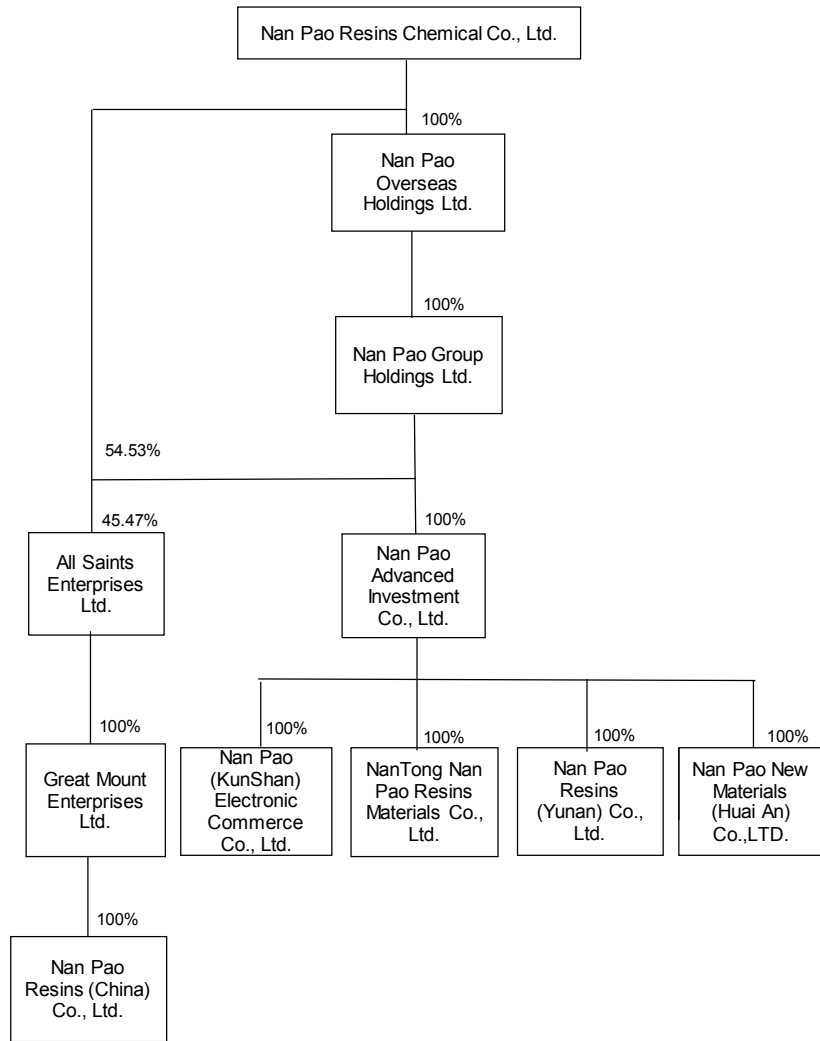 Nan Pao Resins Chemical Co., Ltd.
100%
Nan Pao
Overseas
Holdings Ltd.
100%
Nan Pao Group
Holdings Ltd.
54.53%
45.47%
All Saints
Enterprises
Ltd.
100%
Nan Pao
Advanced
Investment
Co., Ltd.
100%
Great Mount
Enterprises
Ltd.
100%
Nan Pao
(KunShan)
Electronic
Commerce
Co., Ltd.
100%
NanTong Nan
Pao Resins
Materials Co.,
Ltd.
100%
Nan Pao
Resins
(Yunan) Co.,
Ltd.
100%
Nan Pao New
Materials
(Huai An)
Co.,LTD.
100%
Nan Pao
Resins (China)
Co., Ltd.